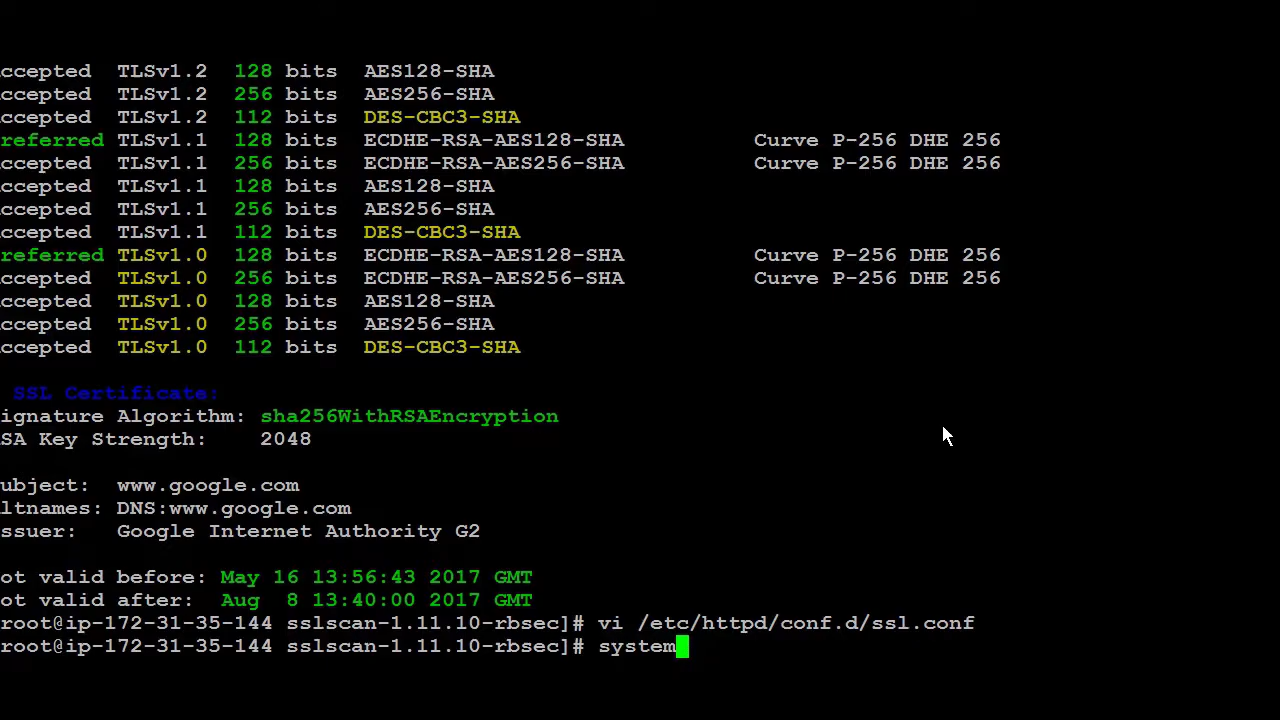 ccepted TLSv1.2 128 bits AES128-SHA
ccepted TLSv1.2 256 bits AES256-SHA
ccepted TLSv1.2 112 bits DES-CBC3-SHA
referred TLSv1.1 128 bits ECDHE-RSA-AES128-SHA Curve P-256 DHE 256
ccepted TLSv1.1 256 bits ECDHE-RSA-AES256-SHA Curve P-256 DHE 256
ccepted TLSv1.1 128 bits AES128-SHA
ccepted TLSv1.1 256 bits AES256-SHA
ccepted TLSv1.1 112 bits DES-CBC3-SHA
referred TLSv1.0 128 bits ECDHE-RSA-AES128-SHA Curve P-256 DHE 256
ccepted TLSv1.0 256 bits ECDHE-RSA-AES256-SHA Curve P-256 DHE 256
ccepted TLSv1.0 128 bits AES128-SHA
ccepted TLSv1.0 256 bits AES256-SHA
ccepted TLSv1.0 112 bits DES-CBC3-SHA
SSL Certificate:
ignature Algorithm: sha256WithRSAEncryption
SA Key Strength: 2048
ubject: www.google.com
ltnames: DNS:www.google.com
ssuer: Google Internet Authority G2
ot valid before: May 16 13:56:43 2017 GMT
ot valid after: Aug 8 13:40:00 2017 GMT
root@ip-172-31-35-144 sslscan-1.11.10-rbsec]# vi /etc/httpd/conf.d/ssl.conf
root@ip-172-31-35-144 sslscan-1.11.10-rbsec]# system